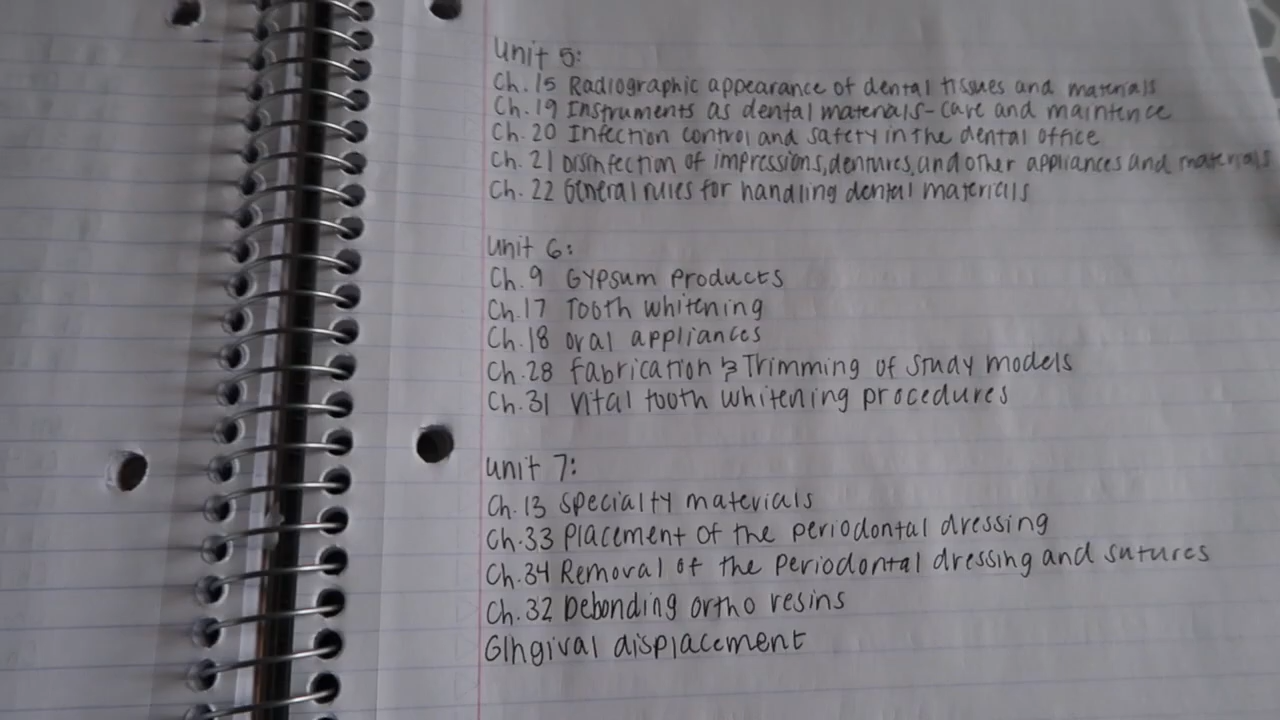 Unit 5:
Ch. 15 Radiographic appearance of dental tissues and materials
Ch. 19 Instruments as dental materials - care and maintence
Ch. 20 Infection control and safety in the dental office
Ch. 21 Disinfection of impressions, dentures, and other appliances and materials
Ch. 22 General rules for handling dental materials
Unit 6:
Ch. 9 Gypsum Products
Ch. 17 Tooth whitening
Ch. 18 Oral appliances
Ch. 28 Fabrication & Trimming of Study models
Ch. 31 Vital tooth whitening procedures
Unit 7:
Ch. 13 Specialty materials
Ch. 33 Placement of the periodontal dressing
Ch. 34 Removal of the Periodontal dressing and sutures
Ch. 32 Debonding ortho resins
Gingival displacement